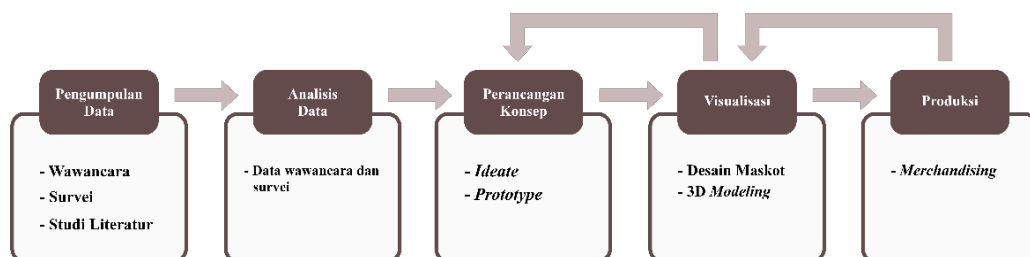 Pengumpulan
Data
- Wawancara
- Survei
- Studi Literatur
Analisis
Data
- Data wawancara dan
survei
Perancangan
Konsep
- Ideate
- Prototype
Visualisasi
- Desain Maskot
- 3D Modeling
Produksi
- Merchandising